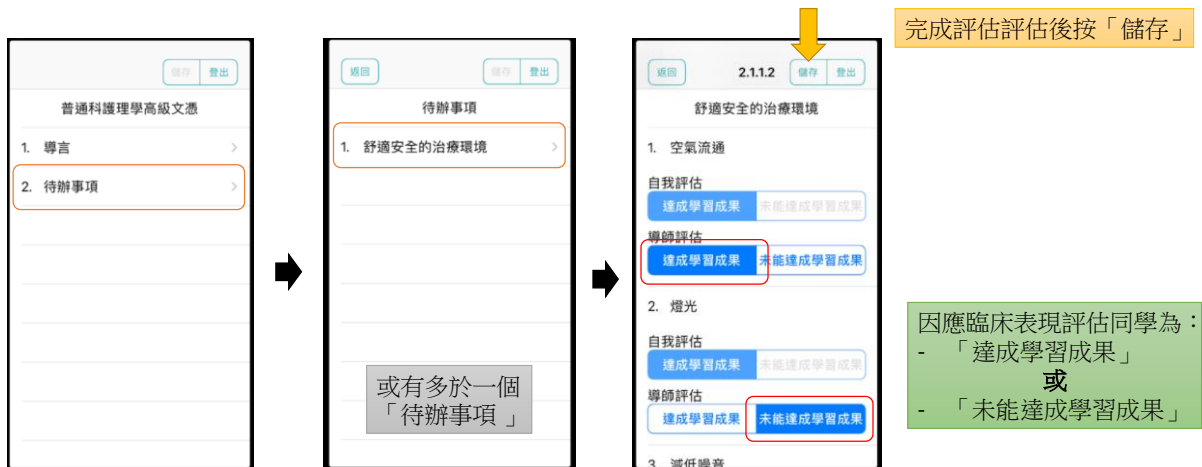 完成評估評估後按「儲存」
儲存 登出
普通科護理學高級文憑
1. 導言
2. 待辦事項
返回 儲存 登出
待辦事項
1. 舒適安全的治療環境
或有多於一個
「待辦事項 」
返回 2.1.1.2 儲存 登出
舒適安全的治療環境
1. 空氣流通
自我評估
達成學習成果 未能達成學習成果
導師評估
達成學習成果 未能達成學習成果
2. 燈光
自我評估
達成學習成果 未能達成學習成果
導師評估
達成學習成果 未能達成學習成果
3. 減低噪音
因應臨床表現評估同學為：
- 「達成學習成果」
或
- 「未能達成學習成果」